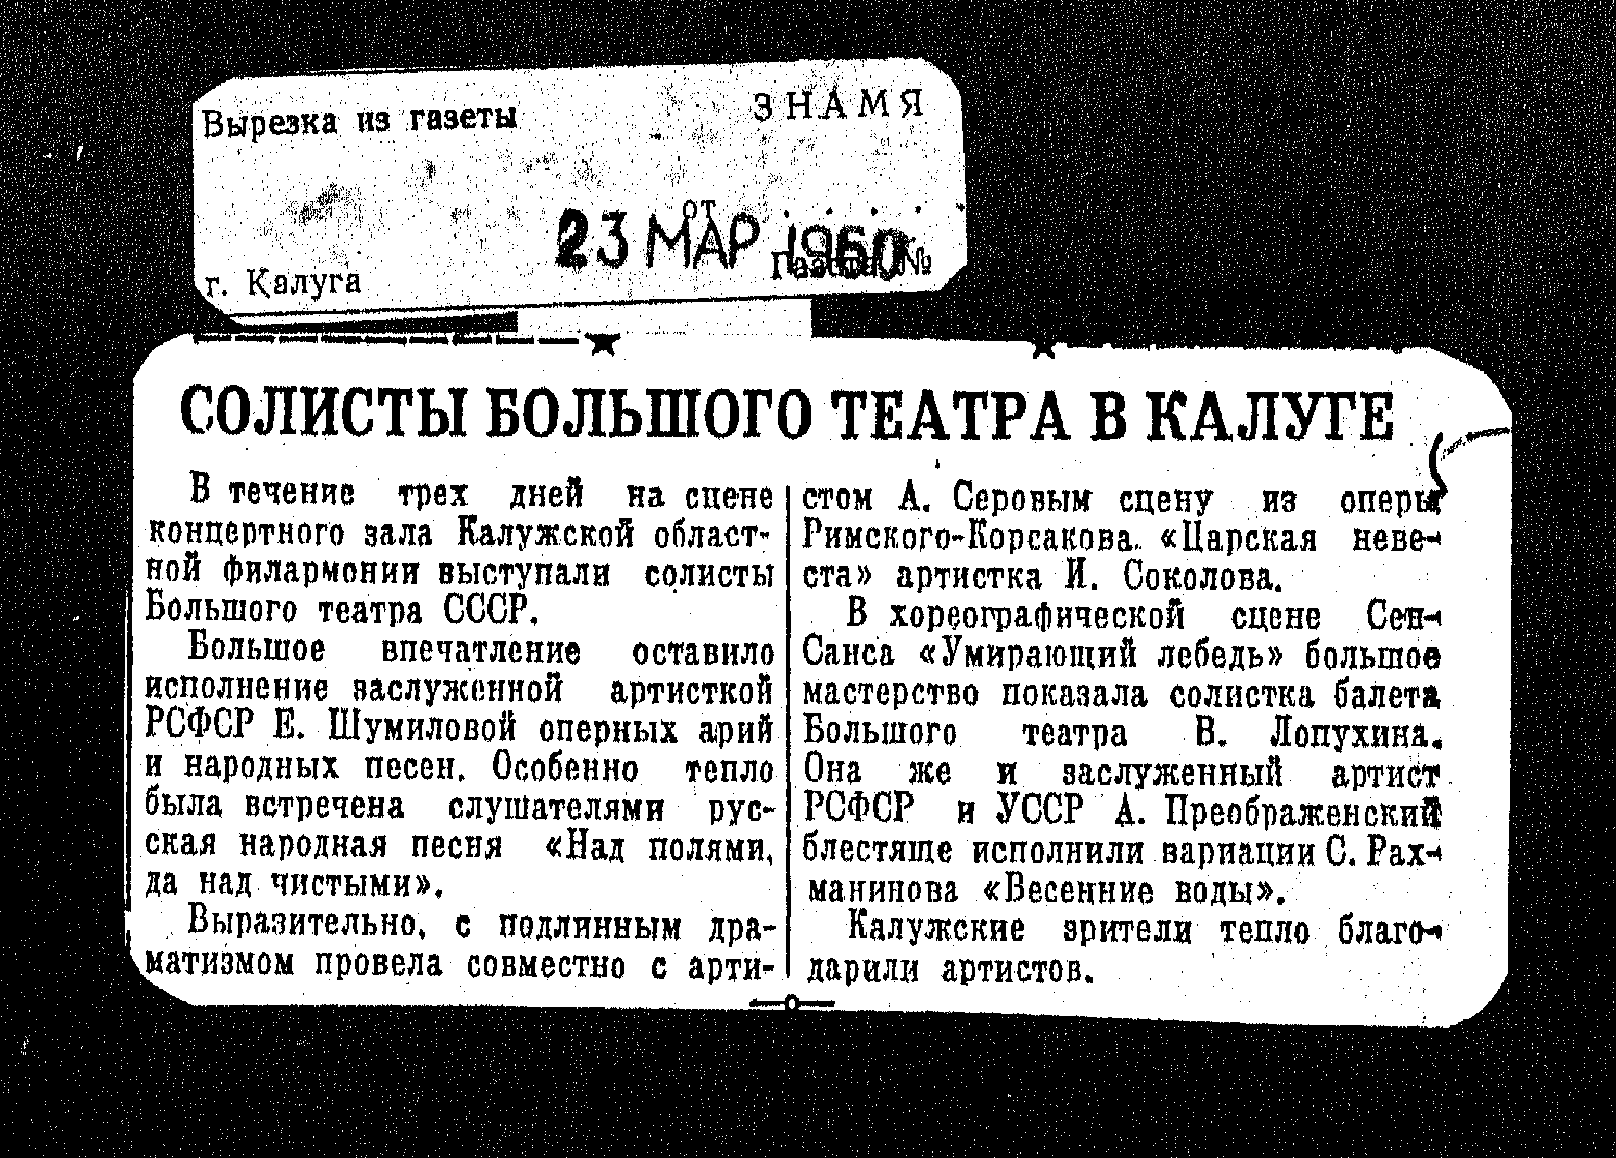 Вырезка из газеты
ЗНАМЯ
от
23 МАР 1960
г. Калуга
Газета №
СОЛИСТЫ БОЛЬШОГО ТЕАТРА В КАЛУГЕ
В течение трех дней на сцене
концертного зала Калужской област-
ной филармонии выступали солисты
Большого театра СССР.
Большое впечатление оставило
исполнение заслуженной артисткой
РСФСР Е. Шумиловой оперных арий
и народных песен. Особенно тепло
была встречена слушателями рус-
ская народная песня «Над полями,
да над чистыми».
Выразительно, с подлинным дра-
матизмом провела совместно с арти-
стом А. Серовым сцену из оперы
Римского-Корсакова «Царская неве-
ста» артистка И. Соколова.
В хореографической сцене Сен-
Санса «Умирающий лебедь» большое
мастерство показала солистка балета
Большого театра В. Лопухина.
Она же и заслуженный артист
РСФСР и УССР А. Преображенский
блестяще исполнили вариации С. Рах-
манинова «Весенние воды».
Калужские зрители тепло благо-
дарили артистов.